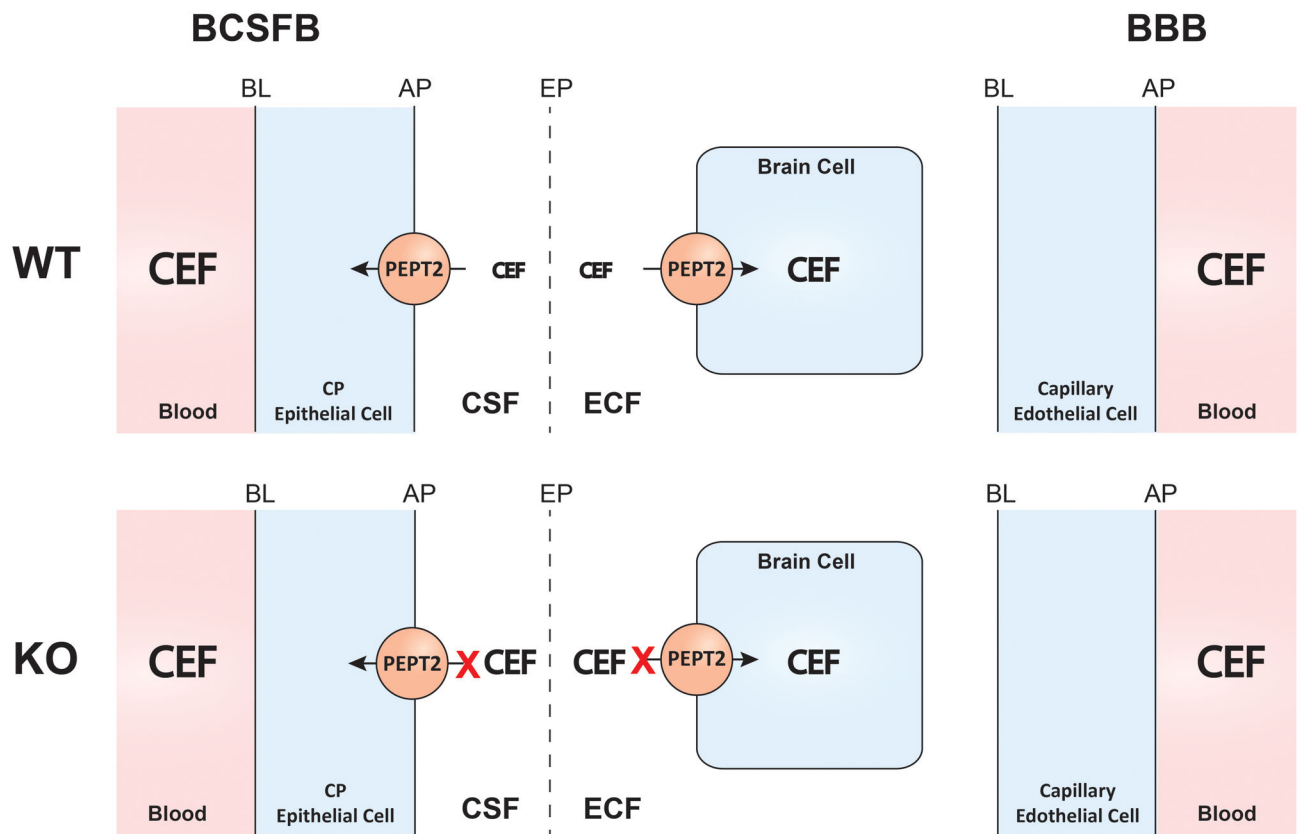 BCSFB BBB
BL AP EP BL AP
Brain Cell
WT CEF PEPT2 CEF CEF PEPT2 CEF CEF
CP
Epithelial Cell
Blood CSF ECF
Capillary
Edothelial Cell
Blood
BL AP EP BL AP
Brain Cell
KO CEF PEPT2 X CEF CEF X PEPT2 CEF CEF
CP
Epithelial Cell
Blood CSF ECF
Capillary
Edothelial Cell
Blood